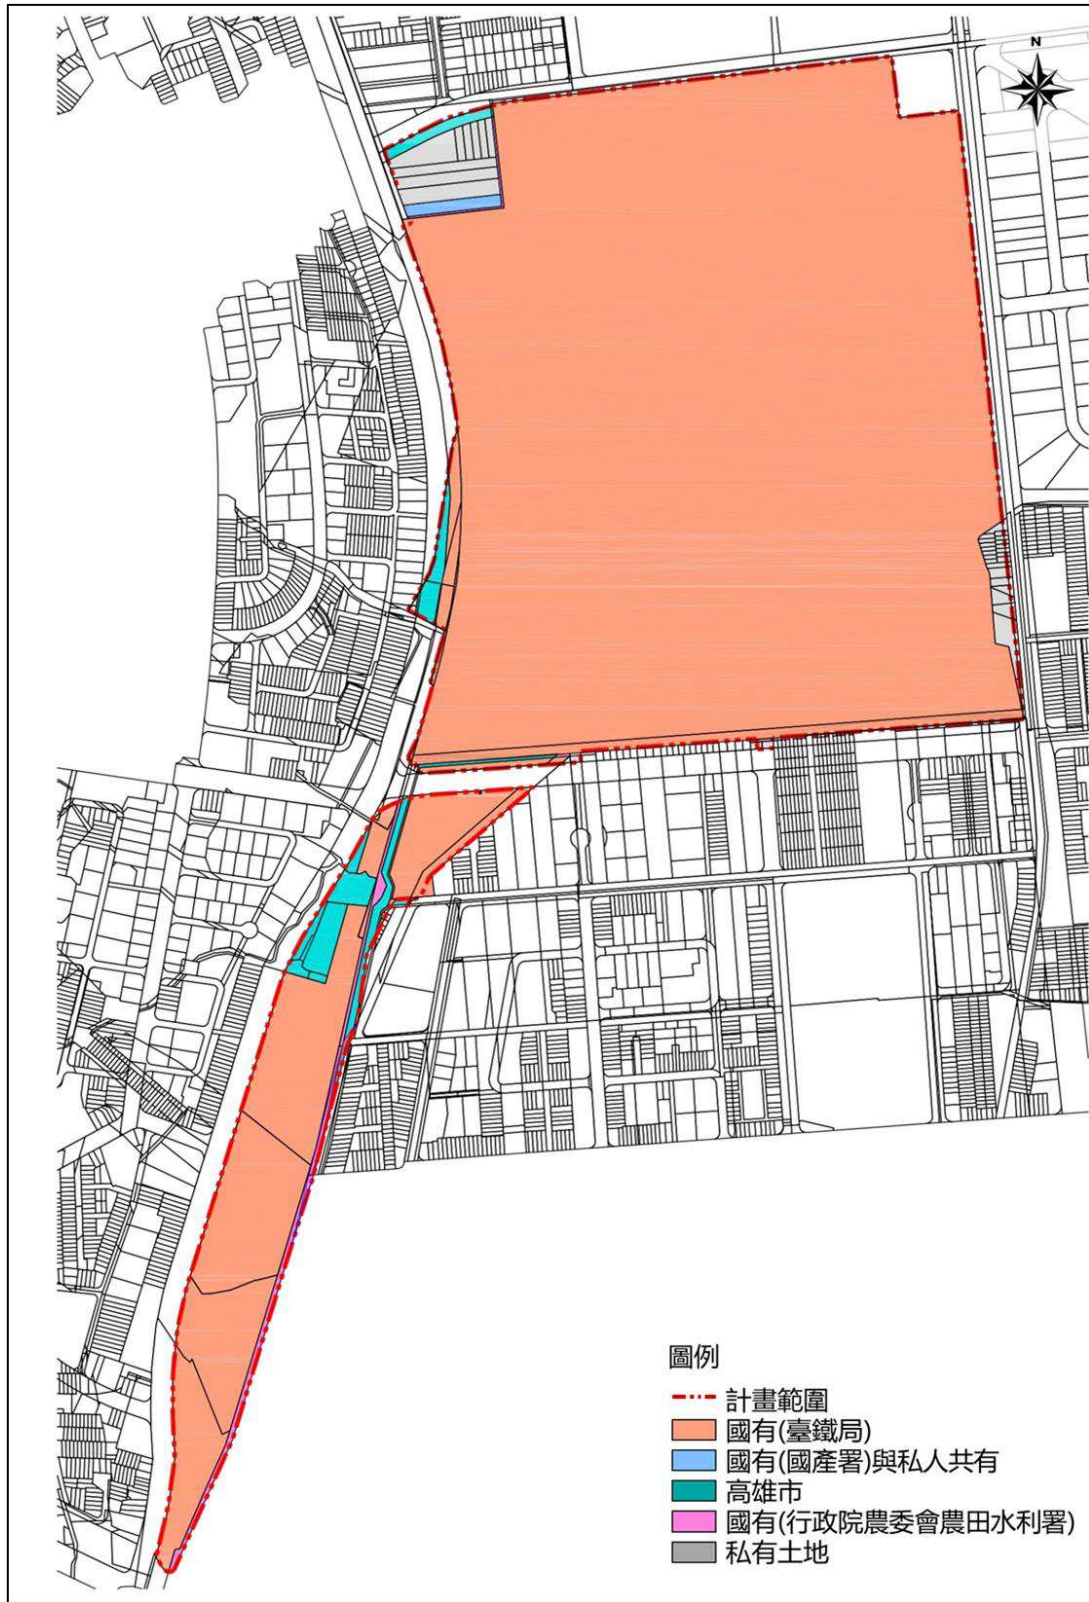 N
圖例
計畫範圍
國有(臺鐵局)
國有(國產署)與私人共有
高雄市
國有(行政院農委會農田水利署)
私有土地